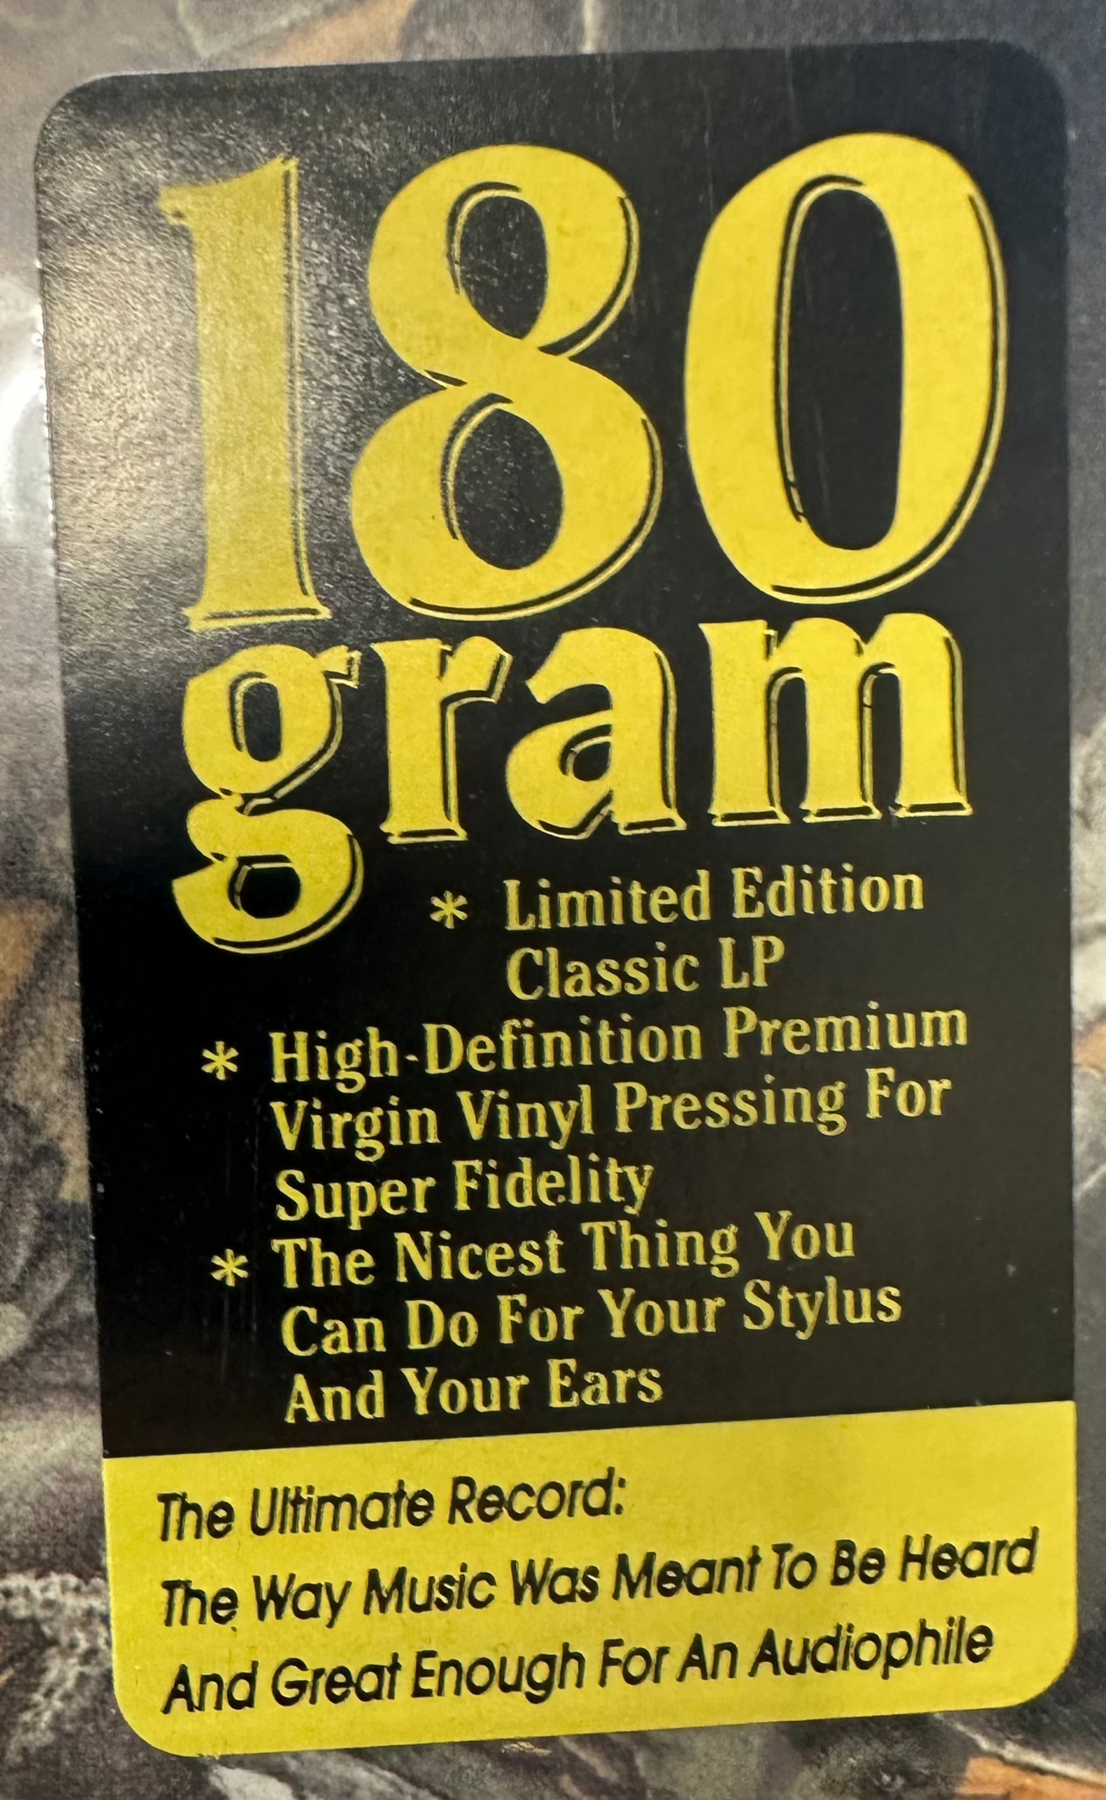 180
gram
* Limited Edition
Classic LP
* High-Definition Premium
Virgin Vinyl Pressing For
Super Fidelity
* The Nicest Thing You
Can Do For Your Stylus
And Your Ears
The Ultimate Record:
The Way Music Was Meant To Be Heard
And Great Enough For An Audiophile